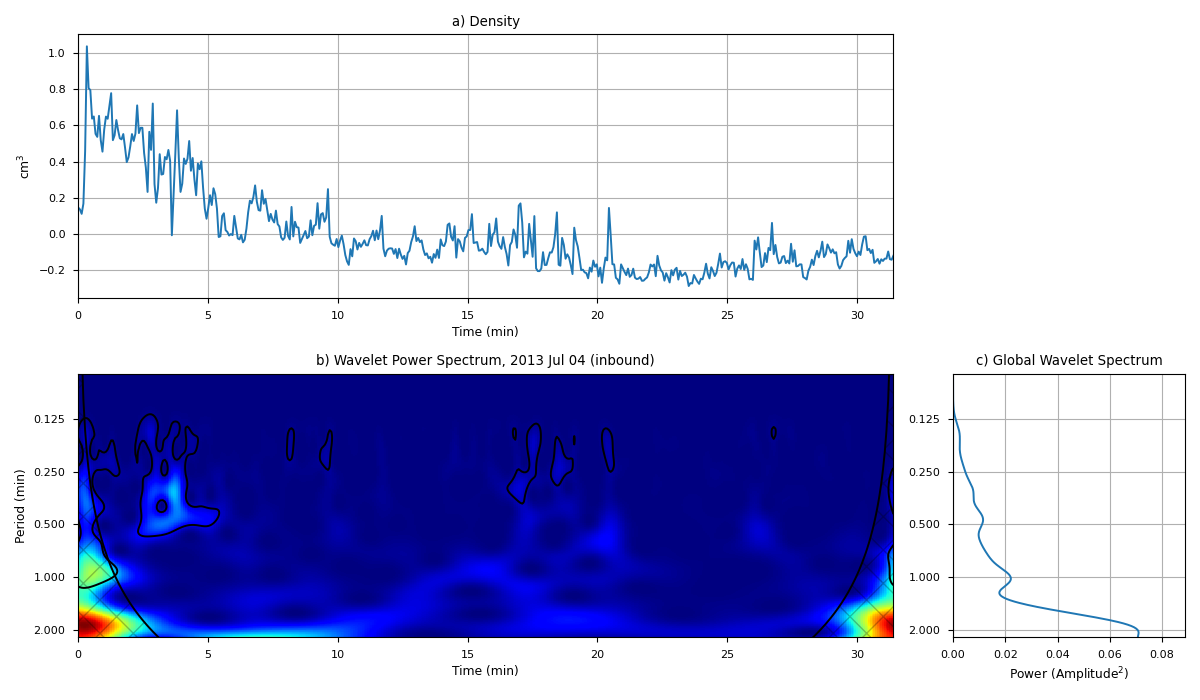 a) Density
1.0
0.8
0.6
0.4
0.2
0.0
−0.2
cm³
0 5 10 15 20 25 30
Time (min)
b) Wavelet Power Spectrum, 2013 Jul 04 (inbound)
0.125
0.250
0.500
1.000
2.000
Period (min)
0 5 10 15 20 25 30
Time (min)
c) Global Wavelet Spectrum
0.125
0.250
0.500
1.000
2.000
0.00 0.02 0.04 0.06 0.08
Power (Amplitude²)